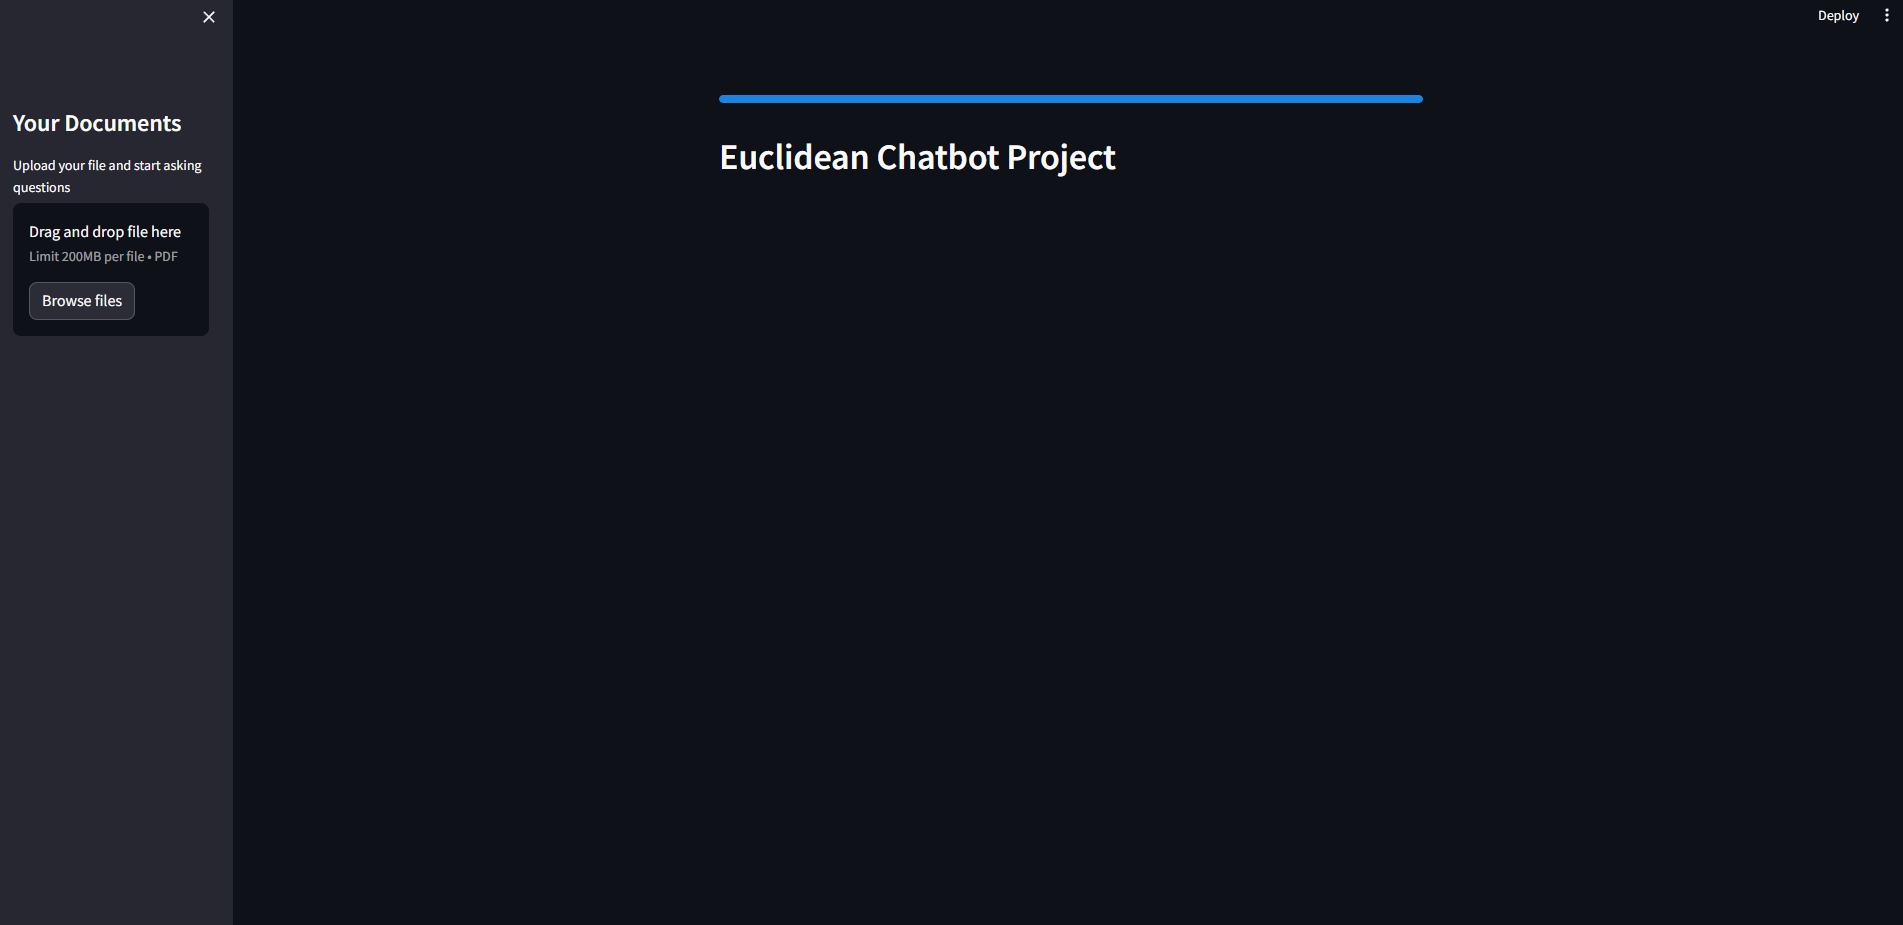 Deploy
Your Documents
Upload your file and start asking
questions
Drag and drop file here
Limit 200MB per file • PDF
Browse files
Euclidean Chatbot Project